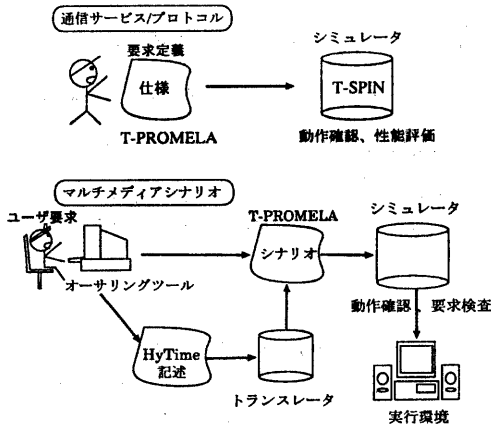 通信サービス/プロトコル
要求定義
仕様
T-PROMELA
シミュレータ
T-SPIN
動作確認、性能評価
マルチメディアシナリオ
ユーザ要求
オーサリングツール
T-PROMELA
シナリオ
シミュレータ
動作確認、要求検査
HyTime
記述
トランスレータ
実行環境